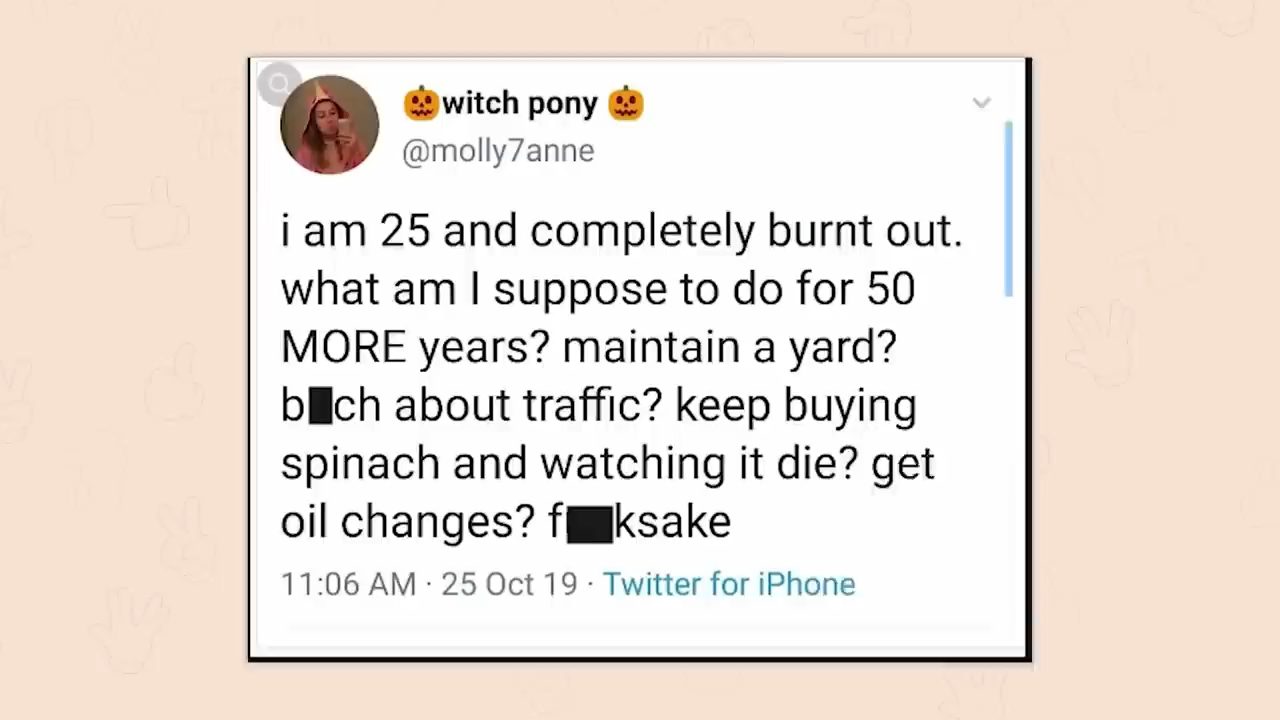 🎃witch pony 🎃
@molly7anne
i am 25 and completely burnt out.
what am I suppose to do for 50
MORE years? maintain a yard?
b█ch about traffic? keep buying
spinach and watching it die? get
oil changes? f██ksake
11:06 AM · 25 Oct 19 · Twitter for iPhone